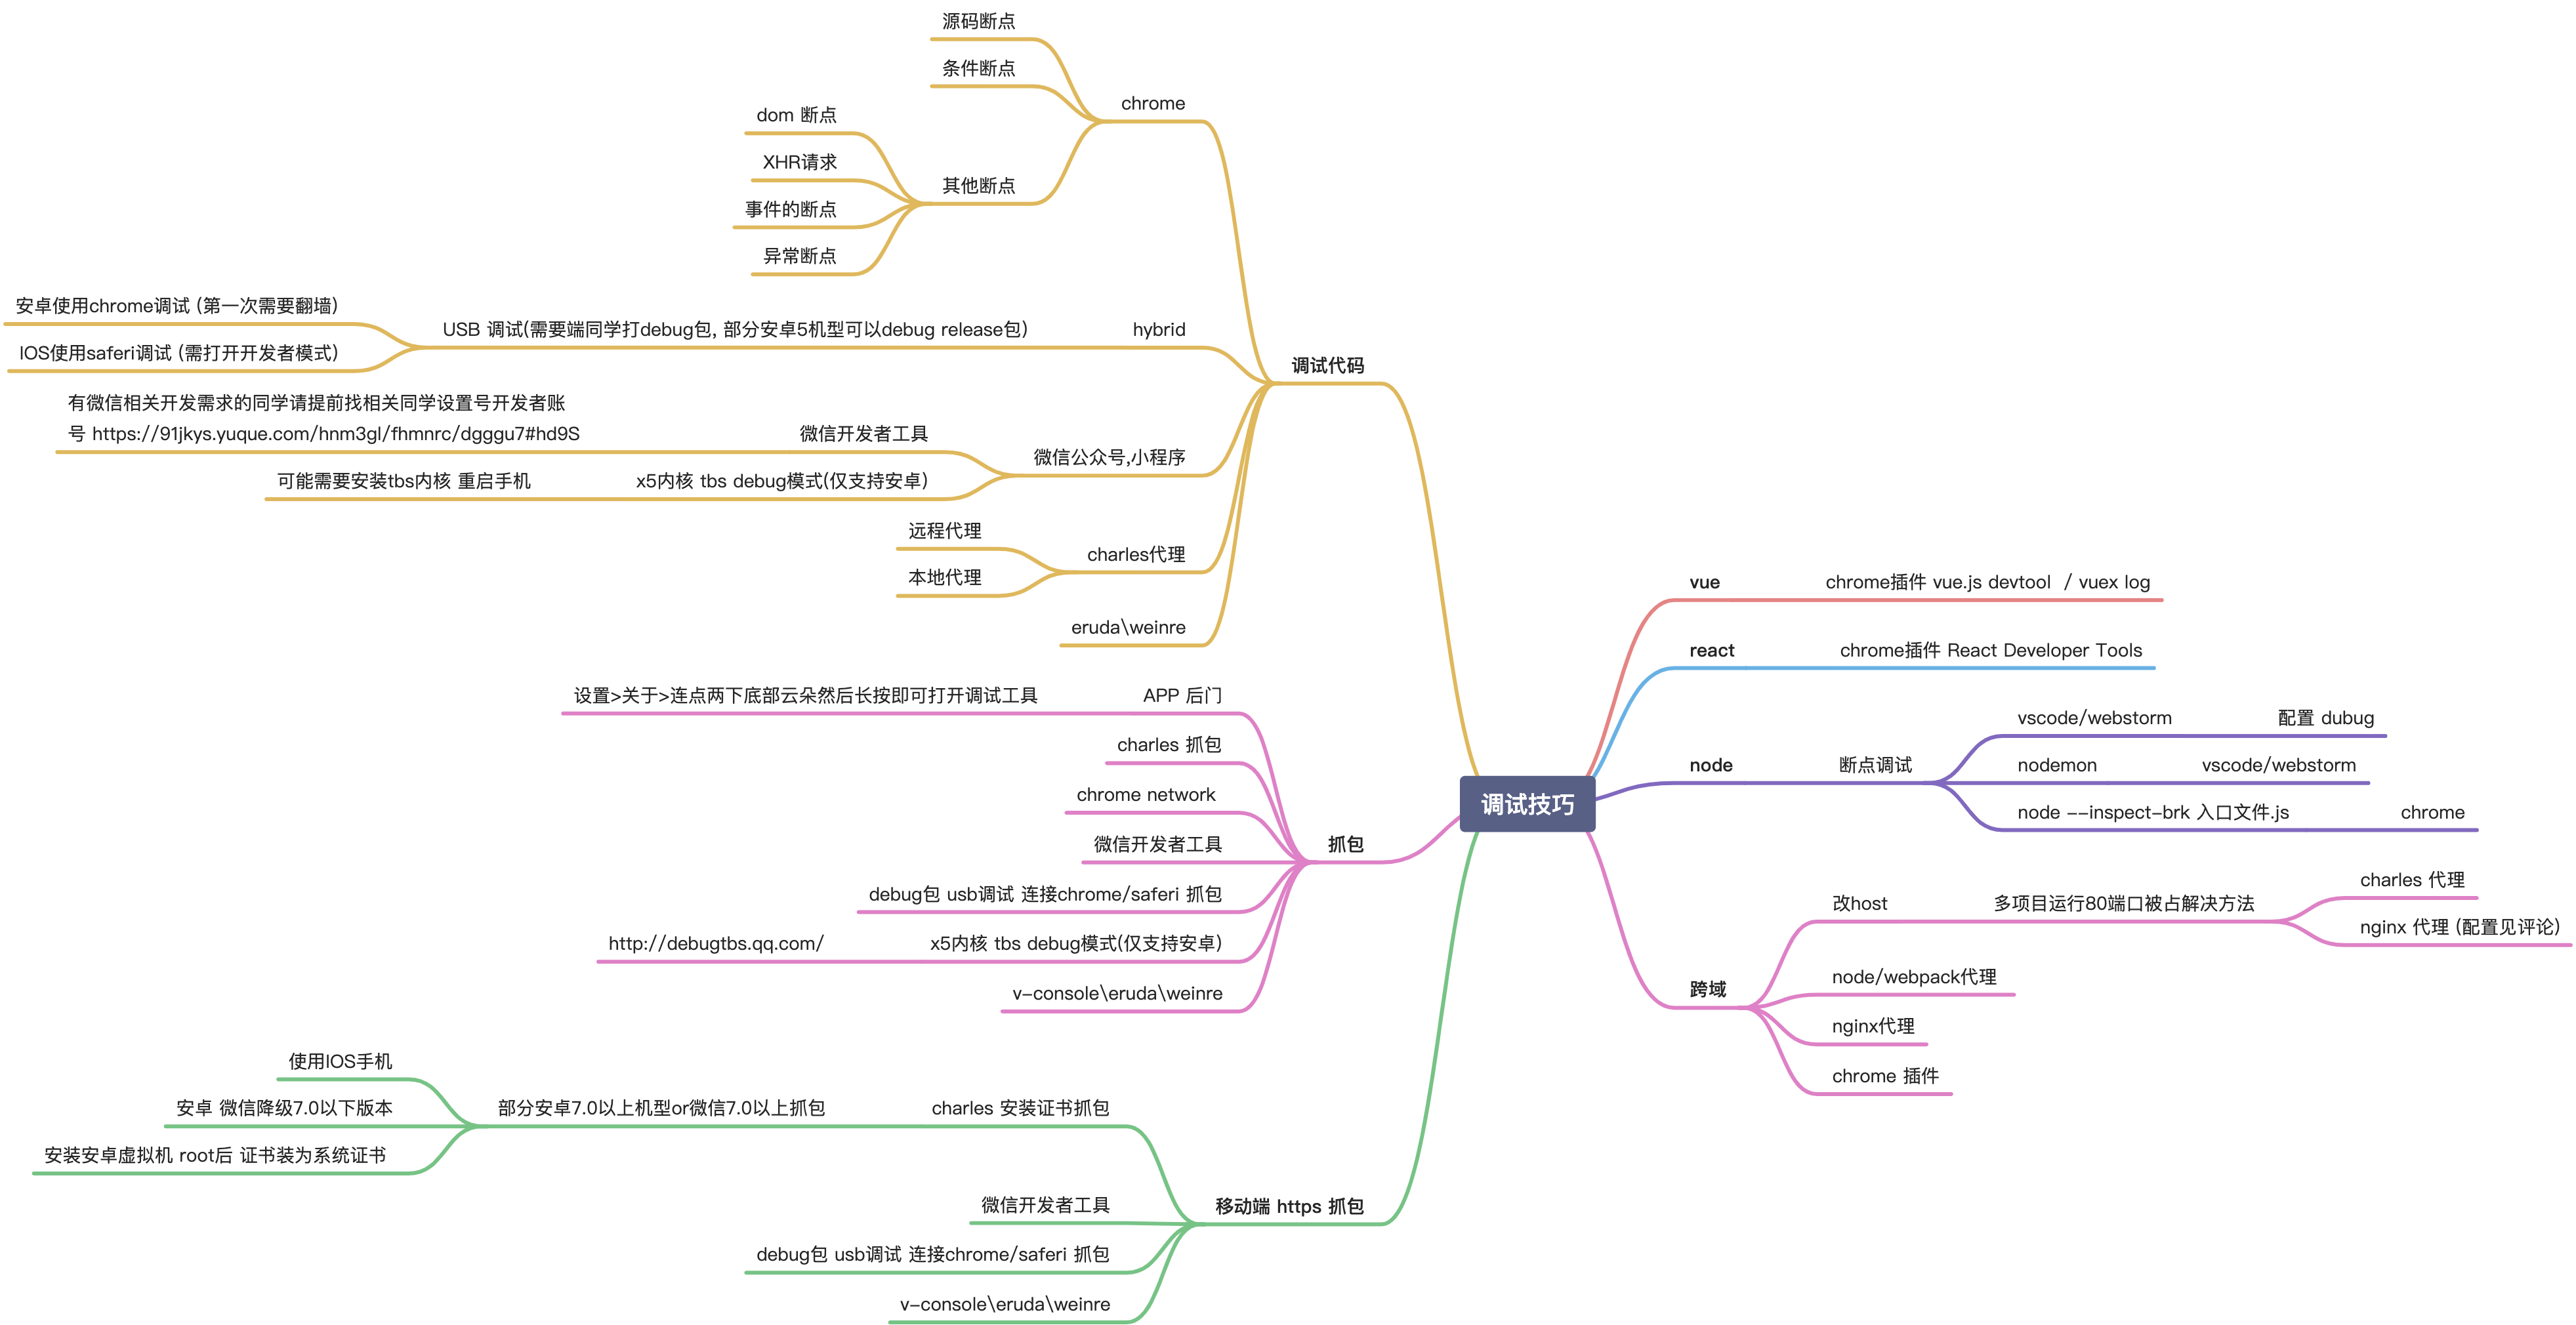 调试技巧
调试代码
chrome
源码断点
条件断点
其他断点
dom 断点
XHR请求
事件的断点
异常断点
hybrid
USB 调试(需要端同学打debug包, 部分安卓5机型可以debug release包)
安卓使用chrome调试 (第一次需要翻墙)
IOS使用saferi调试 (需打开开发者模式)
微信公众号,小程序
微信开发者工具
有微信相关开发需求的同学请提前找相关同学设置号开发者账
号 https://91jkys.yuque.com/hnm3gl/fhmnrc/dgggu7#hd9S
x5内核 tbs debug模式(仅支持安卓)
可能需要安装tbs内核 重启手机
charles代理
远程代理
本地代理
eruda\weinre
抓包
APP 后门
设置>关于>连点两下底部云朵然后长按即可打开调试工具
charles 抓包
chrome network
微信开发者工具
debug包 usb调试 连接chrome/saferi 抓包
x5内核 tbs debug模式(仅支持安卓)
http://debugtbs.qq.com/
v-console\eruda\weinre
移动端 https 抓包
charles 安装证书抓包
部分安卓7.0以上机型or微信7.0以上抓包
使用IOS手机
安卓 微信降级7.0以下版本
安装安卓虚拟机 root后 证书装为系统证书
微信开发者工具
debug包 usb调试 连接chrome/saferi 抓包
v-console\eruda\weinre
vue
chrome插件 vue.js devtool  / vuex log
react
chrome插件 React Developer Tools
node
断点调试
vscode/webstorm
配置 dubug
nodemon
vscode/webstorm
node --inspect-brk 入口文件.js
chrome
跨域
改host
多项目运行80端口被占解决方法
charles 代理
nginx 代理 (配置见评论)
node/webpack代理
nginx代理
chrome 插件